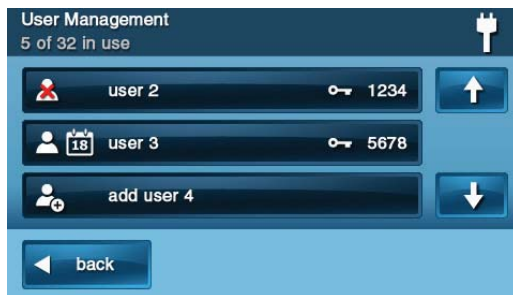 User Management
5 of 32 in use
user 2 1234
18 user 3 5678
add user 4
back